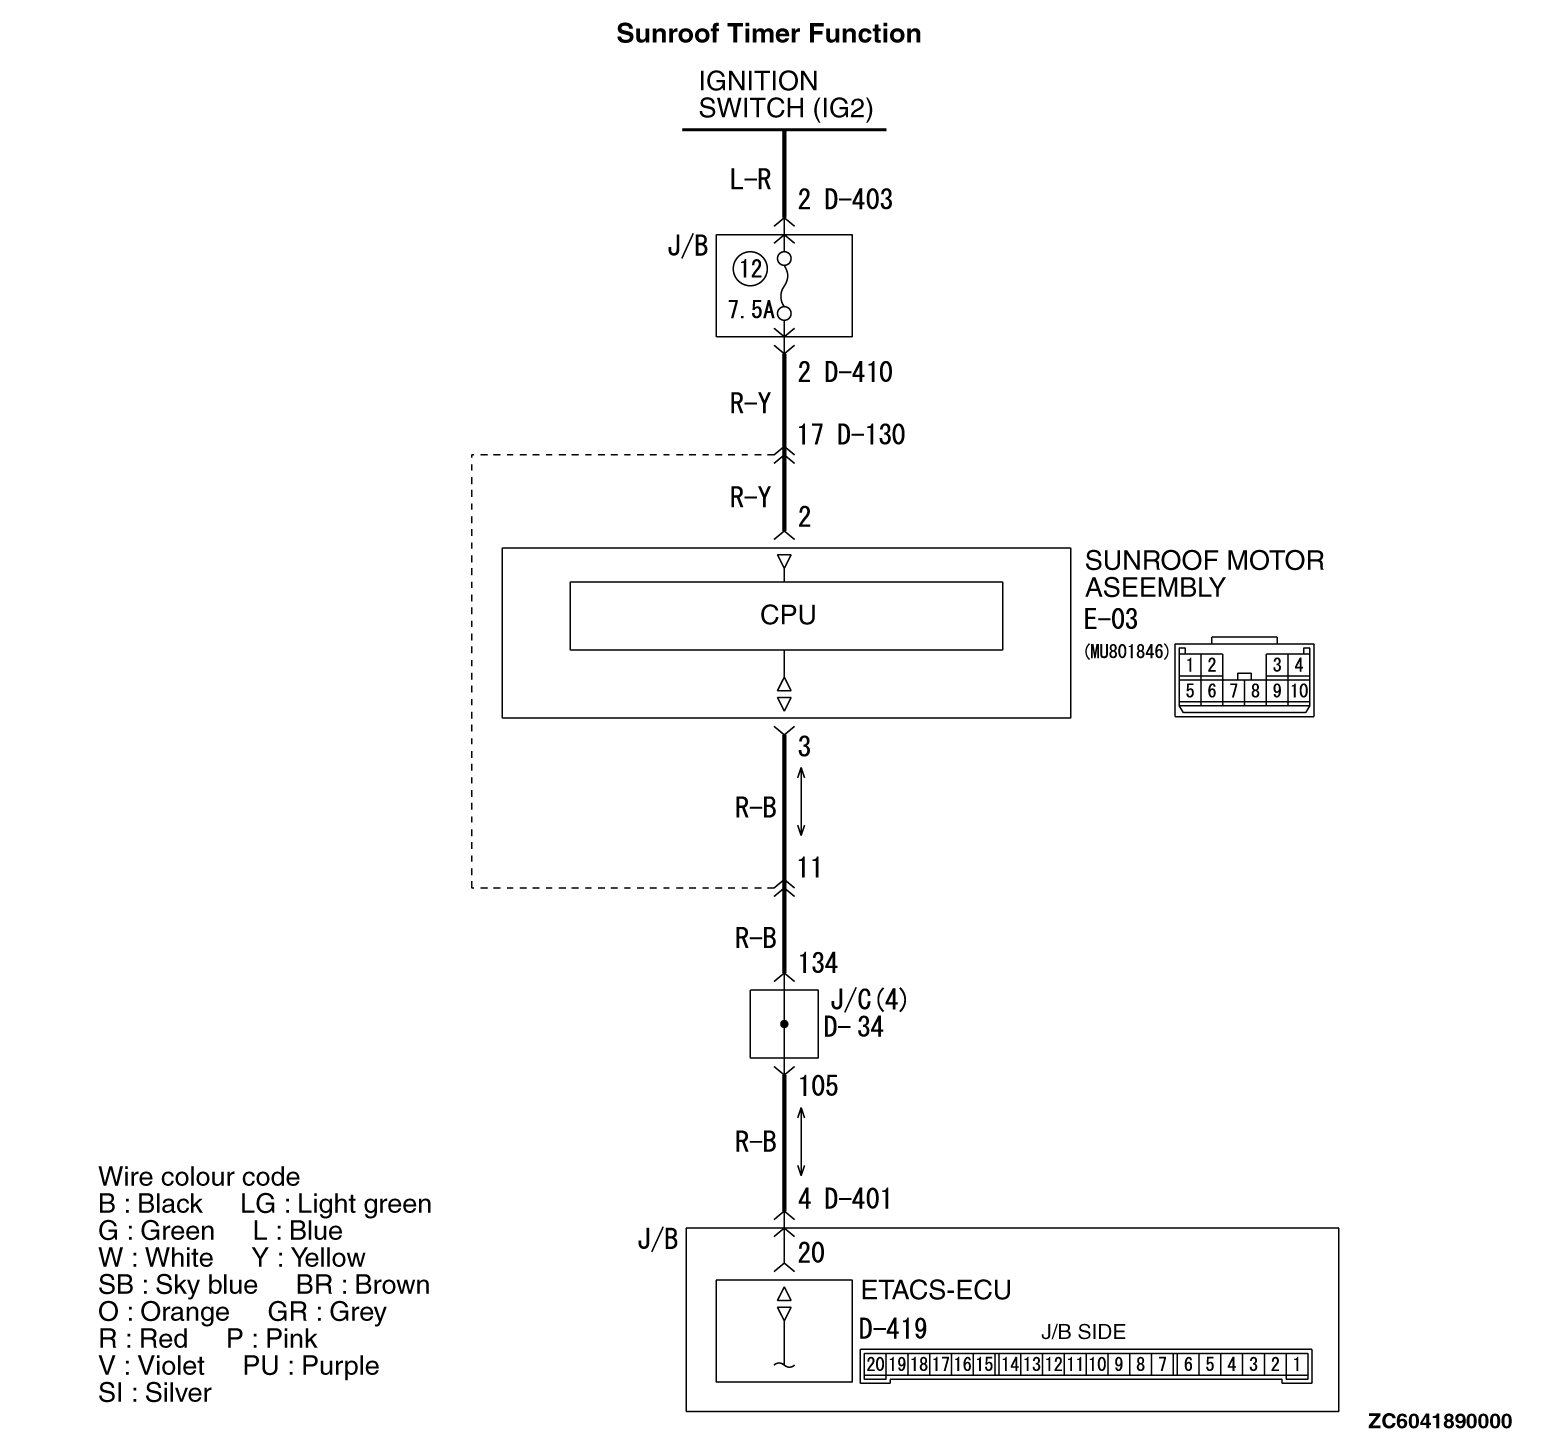 Sunroof Timer Function
IGNITION
SWITCH (IG2)
L-R
2 D-403
J/B
12
7.5A
2 D-410
R-Y
17 D-130
R-Y
2
CPU
SUNROOF MOTOR
ASEEMBLY
E-03
(MU801846)
1 2 3 4
5 6 7 8 9 10
3
R-B
11
R-B
134
J/C(4)
D-34
105
R-B
4 D-401
J/B
20
ETACS-ECU
D-419
J/B SIDE
20 19 18 17 16 15 14 13 12 11 10 9 8 7 6 5 4 3 2 1
Wire colour code
B : Black LG : Light green
G : Green L : Blue
W : White Y : Yellow
SB : Sky blue BR : Brown
O : Orange GR : Grey
R : Red P : Pink
V : Violet PU : Purple
SI : Silver
ZC6041890000